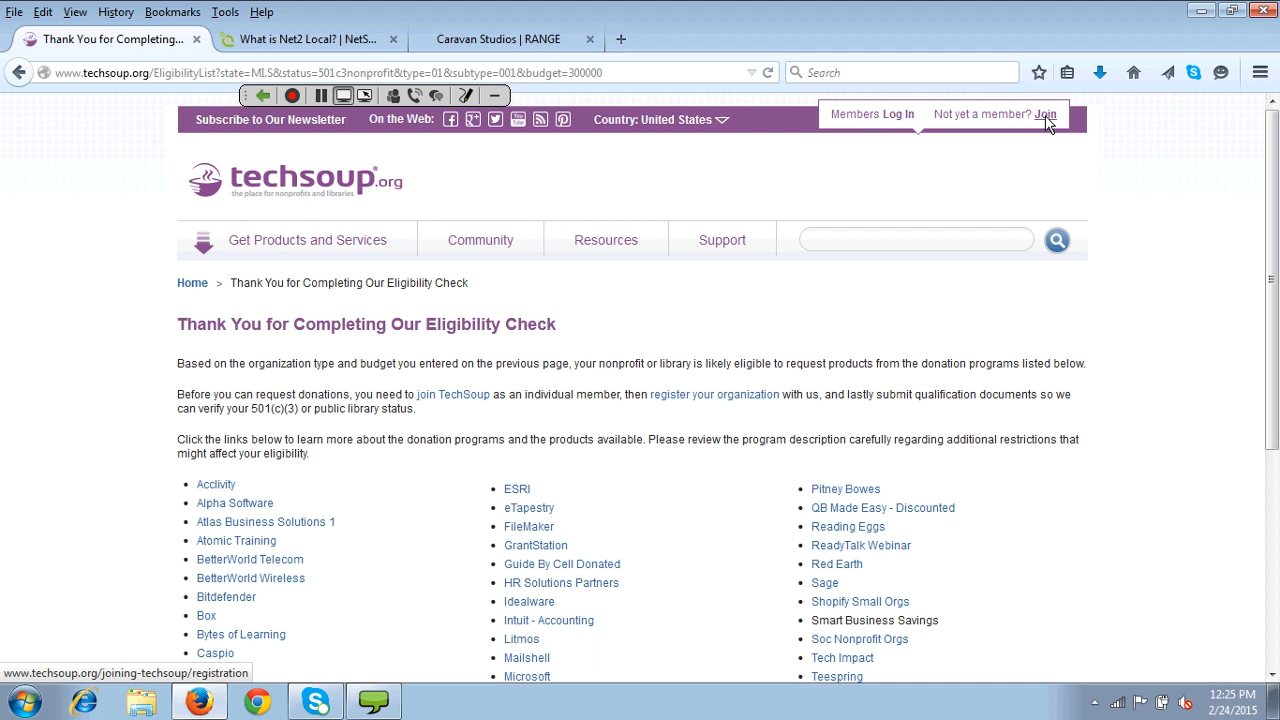 File Edit View History Bookmarks Tools Help
Thank You for Completing... × What is Net2 Local? | NetS... × Caravan Studios | RANGE × +
www.techsoup.org/EligibilityList?state=MI,S&status=501c3nonprofit&type=01&subtype=001&budget=300000 Search
Subscribe to Our Newsletter On the Web: Country: United States Members Log In Not yet a member? Join
techsoup.org
the place for nonprofits and libraries
Get Products and Services Community Resources Support
Home > Thank You for Completing Our Eligibility Check
Thank You for Completing Our Eligibility Check
Based on the organization type and budget you entered on the previous page, your nonprofit or library is likely eligible to request products from the donation programs listed below.
Before you can request donations, you need to join TechSoup as an individual member, then register your organization with us, and lastly submit qualification documents so we
can verify your 501(c)(3) or public library status.
Click the links below to learn more about the donation programs and the products available. Please review the program description carefully regarding additional restrictions that
might affect your eligibility.
Acclivity
Alpha Software
Atlas Business Solutions 1
Atomic Training
BetterWorld Telecom
BetterWorld Wireless
Bitdefender
Box
Bytes of Learning
Caspio
ESRI
eTapestry
FileMaker
GrantStation
Guide By Cell Donated
HR Solutions Partners
Idealware
Intuit - Accounting
Litmos
Mailshell
Microsoft
Pitney Bowes
QB Made Easy - Discounted
Reading Eggs
ReadyTalk Webinar
Red Earth
Sage
Shopify Small Orgs
Smart Business Savings
Soc Nonprofit Orgs
Tech Impact
Teespring
www.techsoup.org/joining-techsoup/registration
12:25 PM
2/24/2015